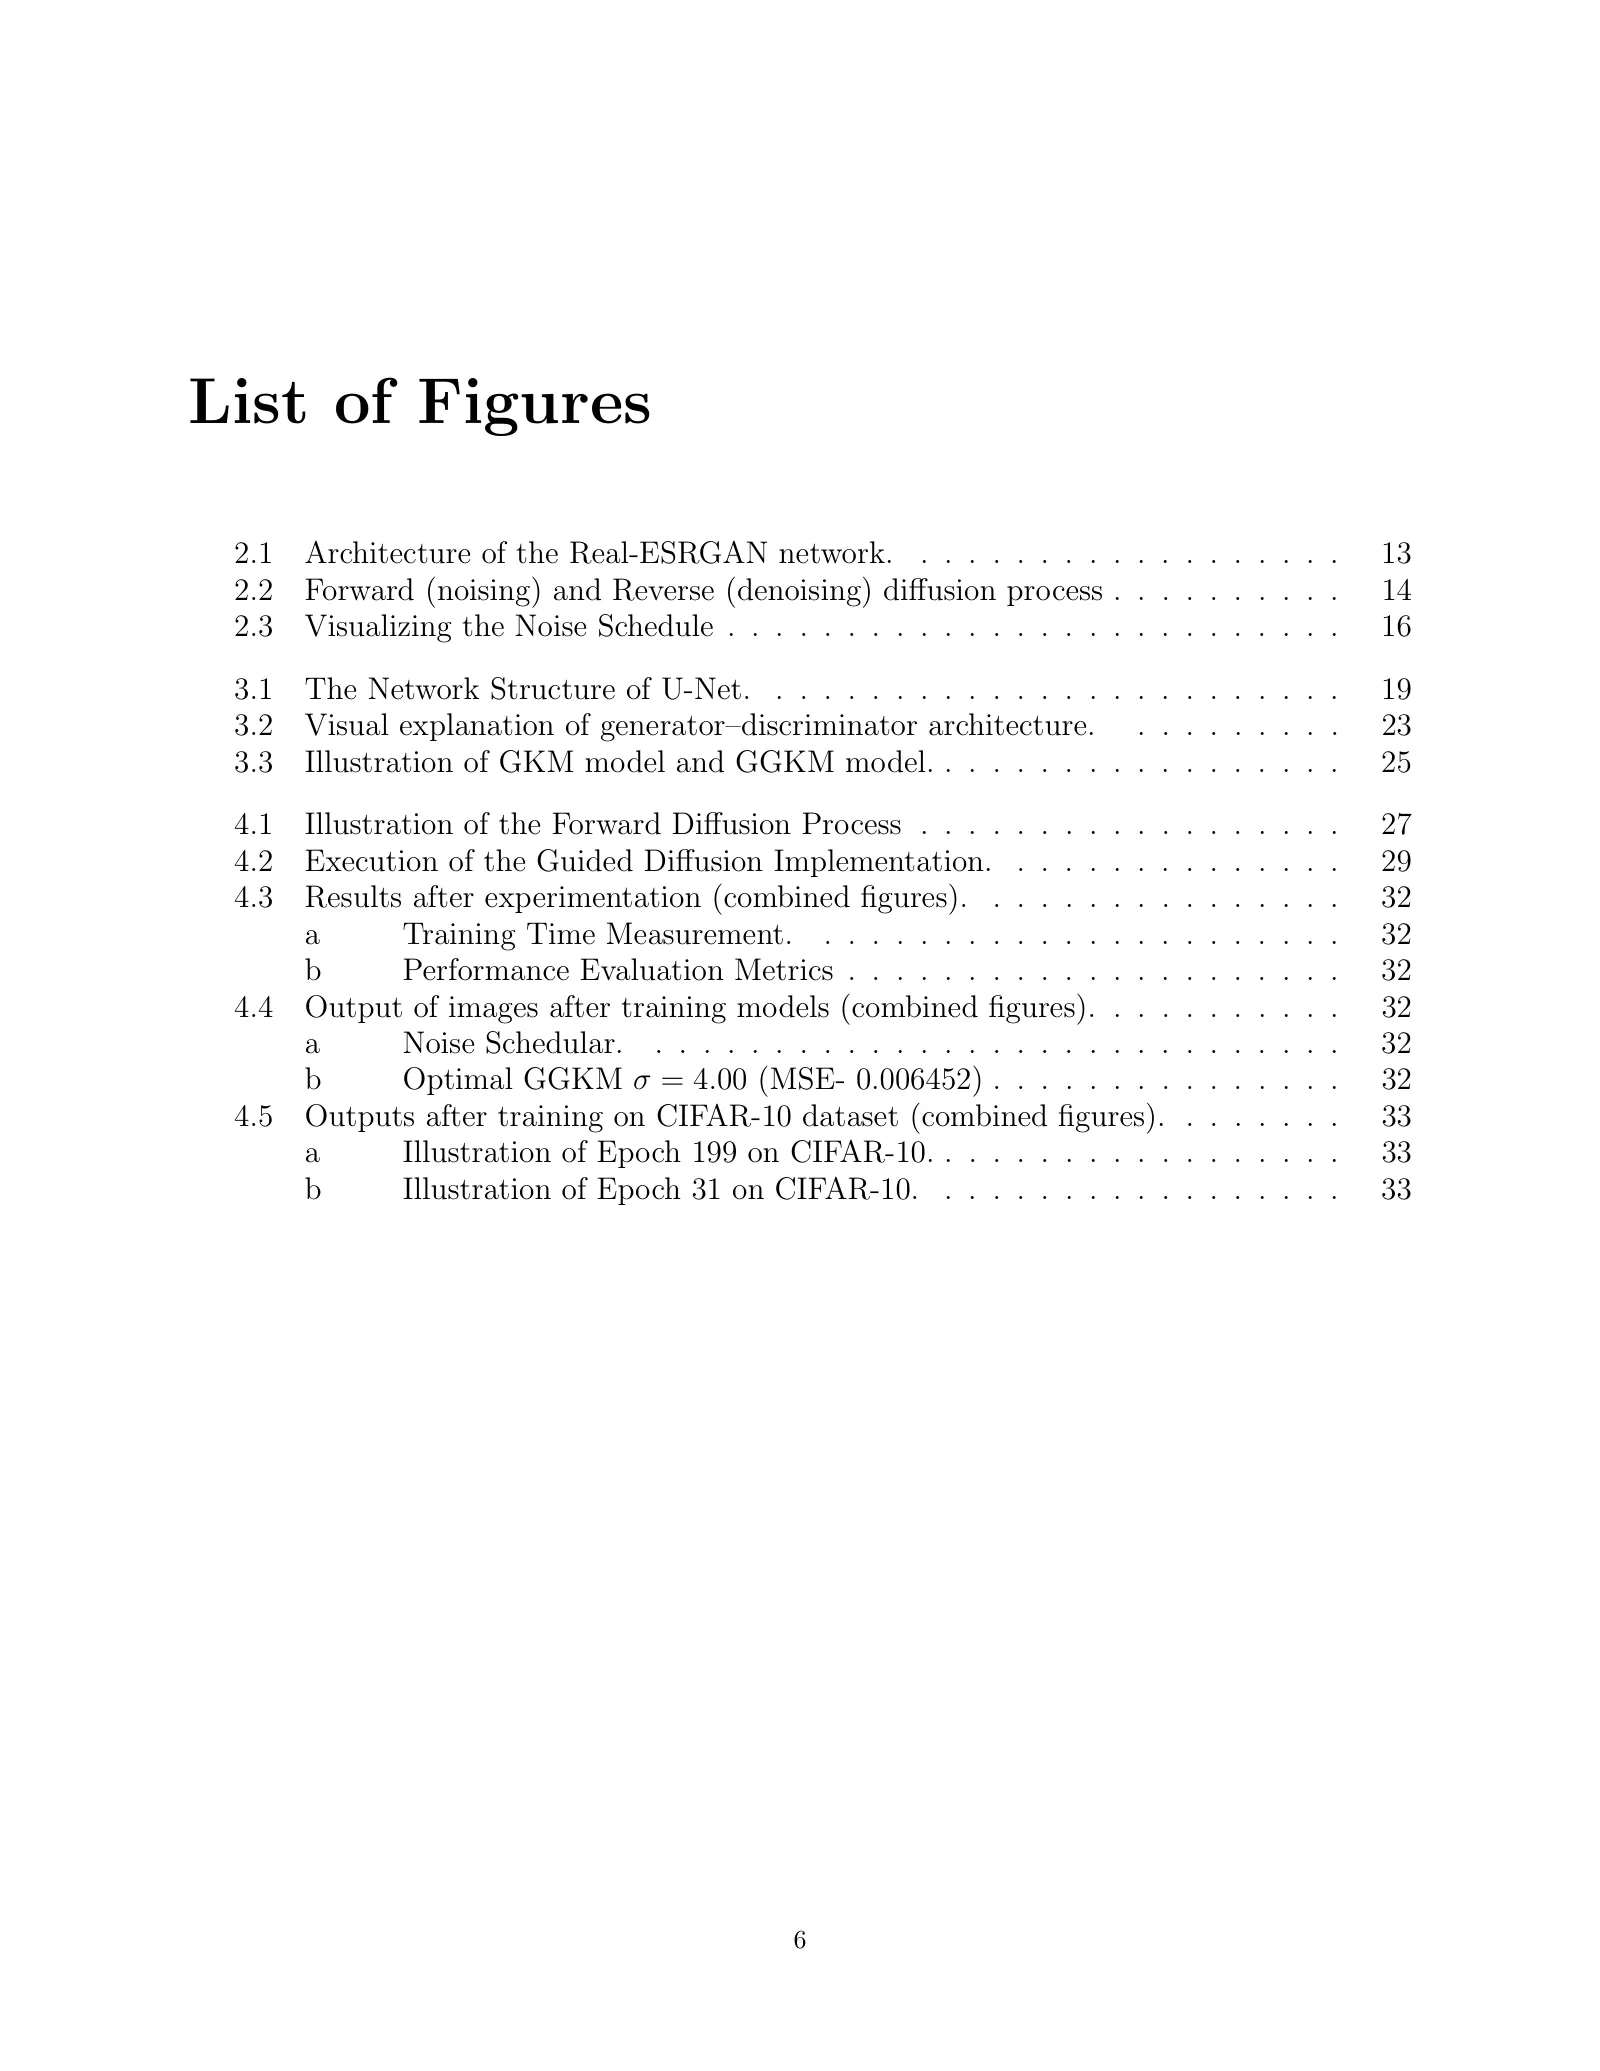 List of Figures
2.1 Architecture of the Real-ESRGAN network. . . . . . . . . . . . . . . . . . . 13
2.2 Forward (noising) and Reverse (denoising) diffusion process . . . . . . . . . . 14
2.3 Visualizing the Noise Schedule . . . . . . . . . . . . . . . . . . . . . . . . . . 16
3.1 The Network Structure of U-Net. . . . . . . . . . . . . . . . . . . . . . . . . 19
3.2 Visual explanation of generator–discriminator architecture. . . . . . . . . . 23
3.3 Illustration of GKM model and GGKM model. . . . . . . . . . . . . . . . . . 25
4.1 Illustration of the Forward Diffusion Process . . . . . . . . . . . . . . . . . . 27
4.2 Execution of the Guided Diffusion Implementation. . . . . . . . . . . . . . . 29
4.3 Results after experimentation (combined figures). . . . . . . . . . . . . . . . 32
a Training Time Measurement. . . . . . . . . . . . . . . . . . . . . . . 32
b Performance Evaluation Metrics . . . . . . . . . . . . . . . . . . . . . 32
4.4 Output of images after training models (combined figures). . . . . . . . . . . 32
a Noise Schedular. . . . . . . . . . . . . . . . . . . . . . . . . . . . . . 32
b Optimal GGKM σ = 4.00 (MSE- 0.006452) . . . . . . . . . . . . . . . 32
4.5 Outputs after training on CIFAR-10 dataset (combined figures). . . . . . . . 33
a Illustration of Epoch 199 on CIFAR-10. . . . . . . . . . . . . . . . . . 33
b Illustration of Epoch 31 on CIFAR-10. . . . . . . . . . . . . . . . . . 33
6